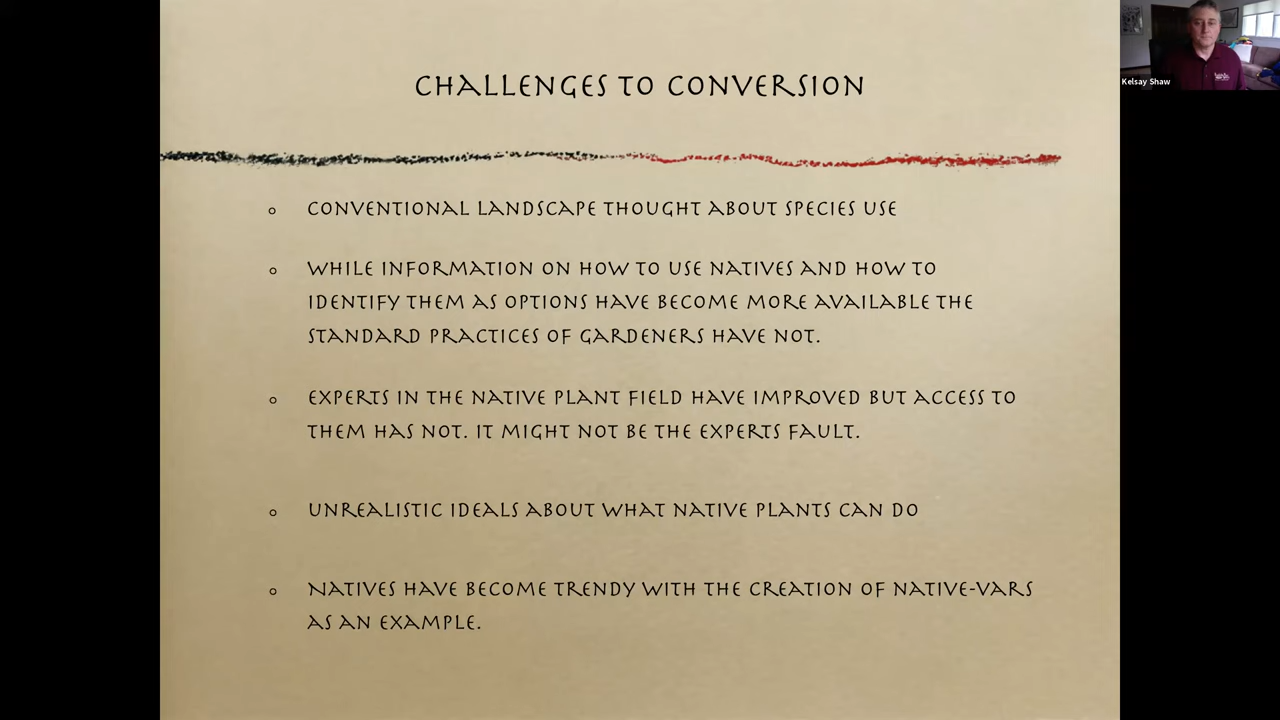 Challenges to Conversion
Kelsay Shaw
Conventional landscape thought about species use
While information on how to use natives and how to
identify them as options have become more available the
standard practices of gardeners have not.
Experts in the native plant field have improved but access to
them has not. It might not be the experts fault.
Unrealistic ideals about what native plants can do
Natives have become trendy with the creation of native-vars
as an example.